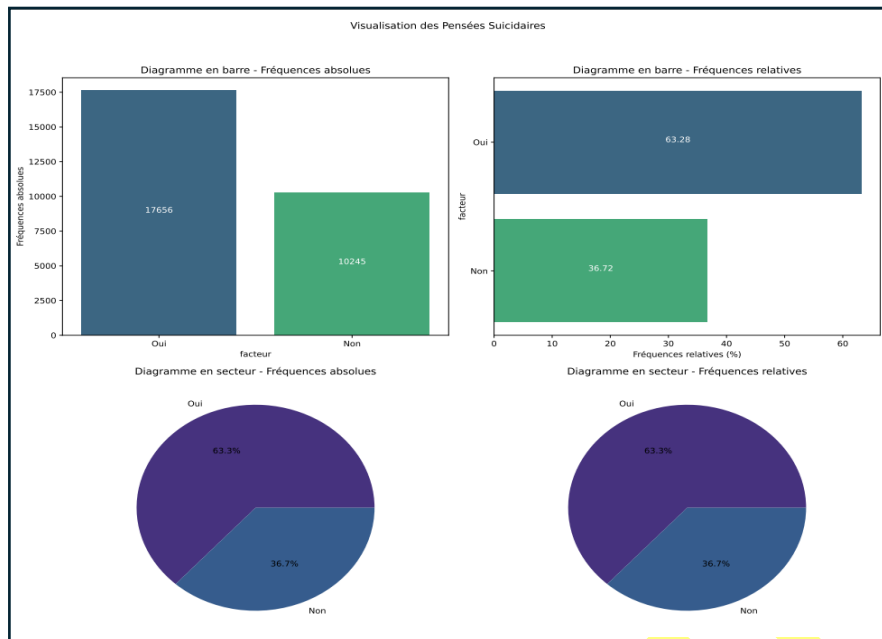 Visualisation des Pensées Suicidaires
Diagramme en barre - Fréquences absolues
Fréquences absolues
17500
15000
12500
10000
7500
5000
2500
0
17656
10245
Oui
Non
facteur
Diagramme en barre - Fréquences relatives
facteur
Oui
63.28
Non
36.72
0
10
20
30
40
50
60
Fréquences relatives (%)
Diagramme en secteur - Fréquences absolues
Oui
63.3%
36.7%
Non
Diagramme en secteur - Fréquences relatives
Oui
63.3%
36.7%
Non